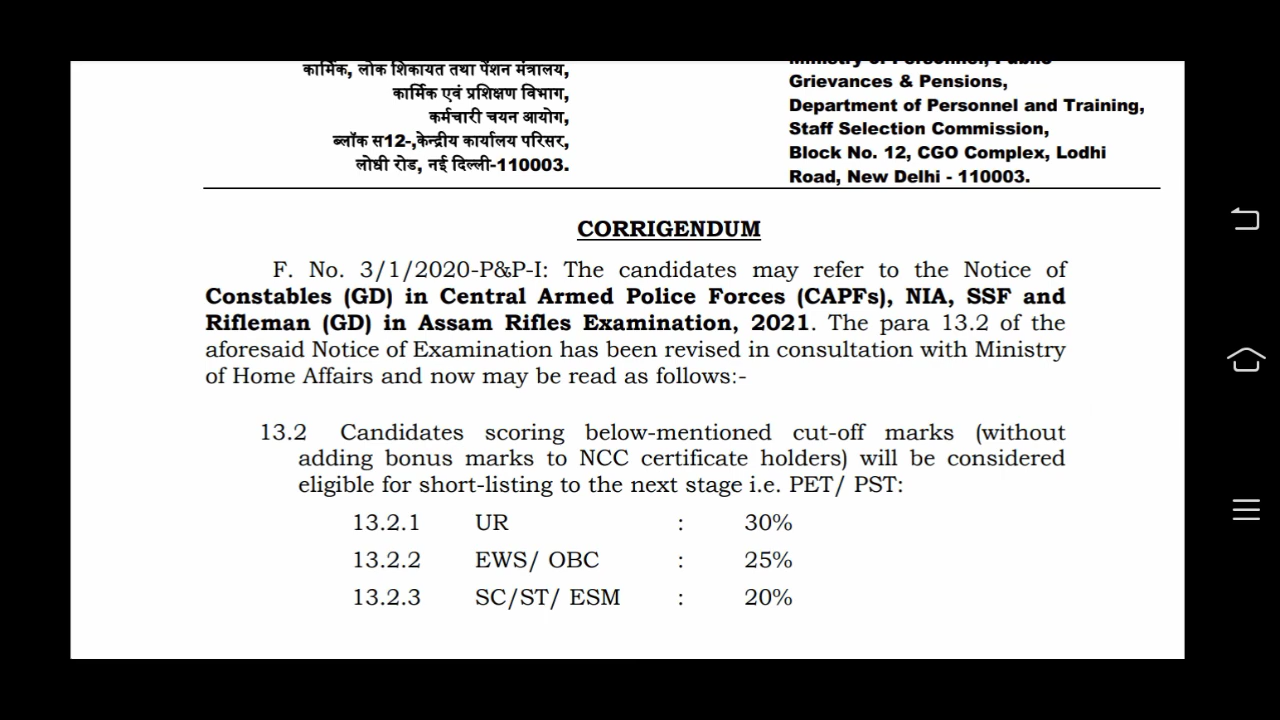 कार्मिक, लोक शिकायत तथा पेंशन मंत्रालय,
कार्मिक एवं प्रशिक्षण विभाग,
कर्मचारी चयन आयोग,
ब्लॉक स12-,केन्द्रीय कार्यालय परिसर,
लोधी रोड, नई दिल्ली-110003.
Ministry of Personnel, Public
Grievances & Pensions,
Department of Personnel and Training,
Staff Selection Commission,
Block No. 12, CGO Complex, Lodhi
Road, New Delhi - 110003.
CORRIGENDUM
F. No. 3/1/2020-P&P-I: The candidates may refer to the Notice of
Constables (GD) in Central Armed Police Forces (CAPFs), NIA, SSF and
Rifleman (GD) in Assam Rifles Examination, 2021. The para 13.2 of the
aforesaid Notice of Examination has been revised in consultation with Ministry
of Home Affairs and now may be read as follows:-
13.2 Candidates scoring below-mentioned cut-off marks (without
adding bonus marks to NCC certificate holders) will be considered
eligible for short-listing to the next stage i.e. PET/ PST:
13.2.1 UR : 30%
13.2.2 EWS/ OBC : 25%
13.2.3 SC/ST/ ESM : 20%